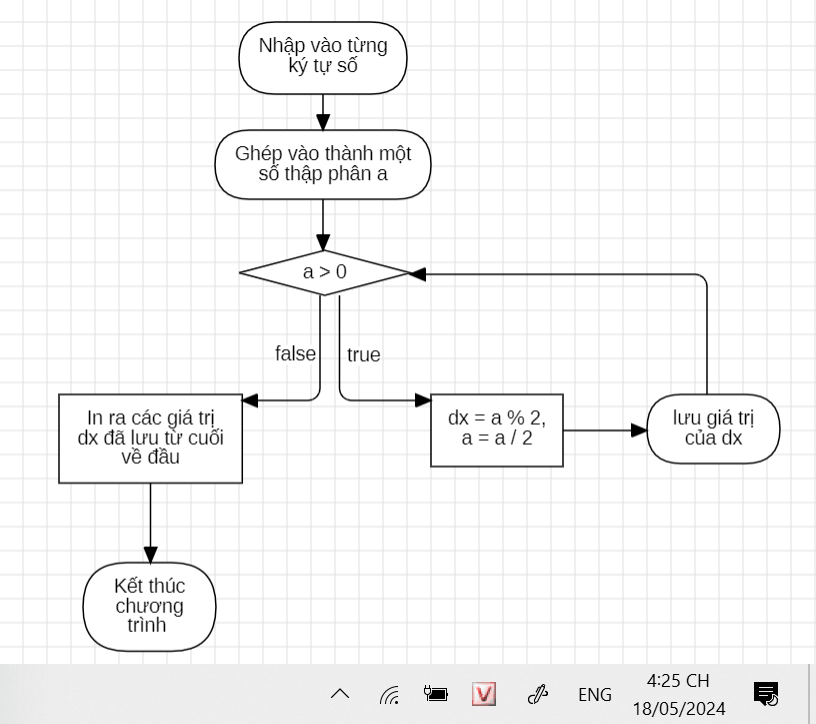 Nhập vào từng
ký tự số
Ghép vào thành một
số thập phân a
a > 0
false
true
In ra các giá trị
dx đã lưu từ cuối
về đầu
dx = a % 2,
a = a / 2
lưu giá trị
của dx
Kết thúc
chương
trình
V
ENG
4:25 CH
18/05/2024